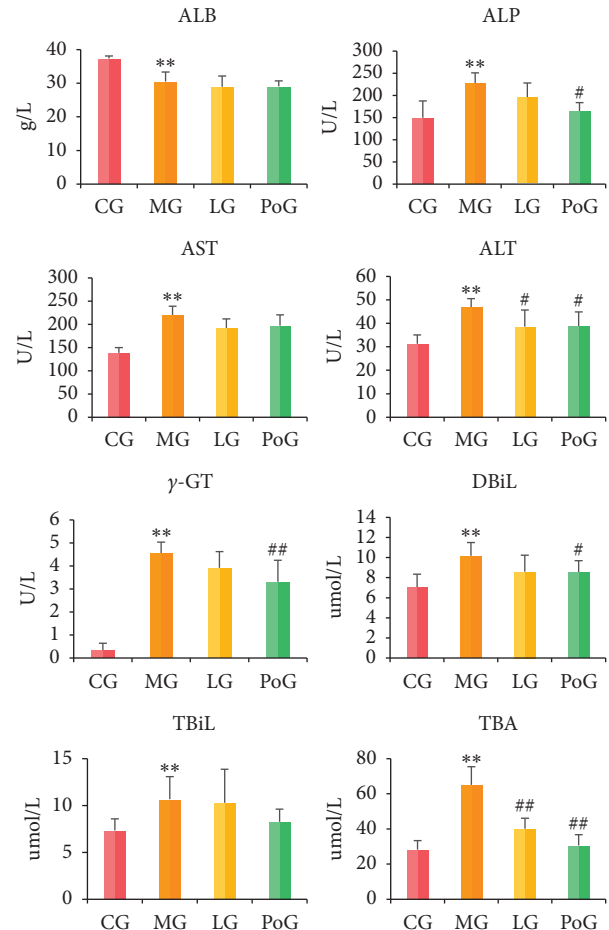 ALB
g/L
40
30
20
10
0
**
CG MG LG PoG
ALP
U/L
300
250
200
150
100
50
0
**
#
CG MG LG PoG
AST
U/L
300
250
200
150
100
50
0
**
CG MG LG PoG
ALT
U/L
60
50
40
30
20
10
0
**
#
#
CG MG LG PoG
γ-GT
U/L
6
5
4
3
2
1
0
**
##
CG MG LG PoG
DBiL
umol/L
14
12
10
8
6
4
2
0
**
#
CG MG LG PoG
TBiL
umol/L
15
10
5
0
**
CG MG LG PoG
TBA
umol/L
80
60
40
20
0
**
##
##
CG MG LG PoG